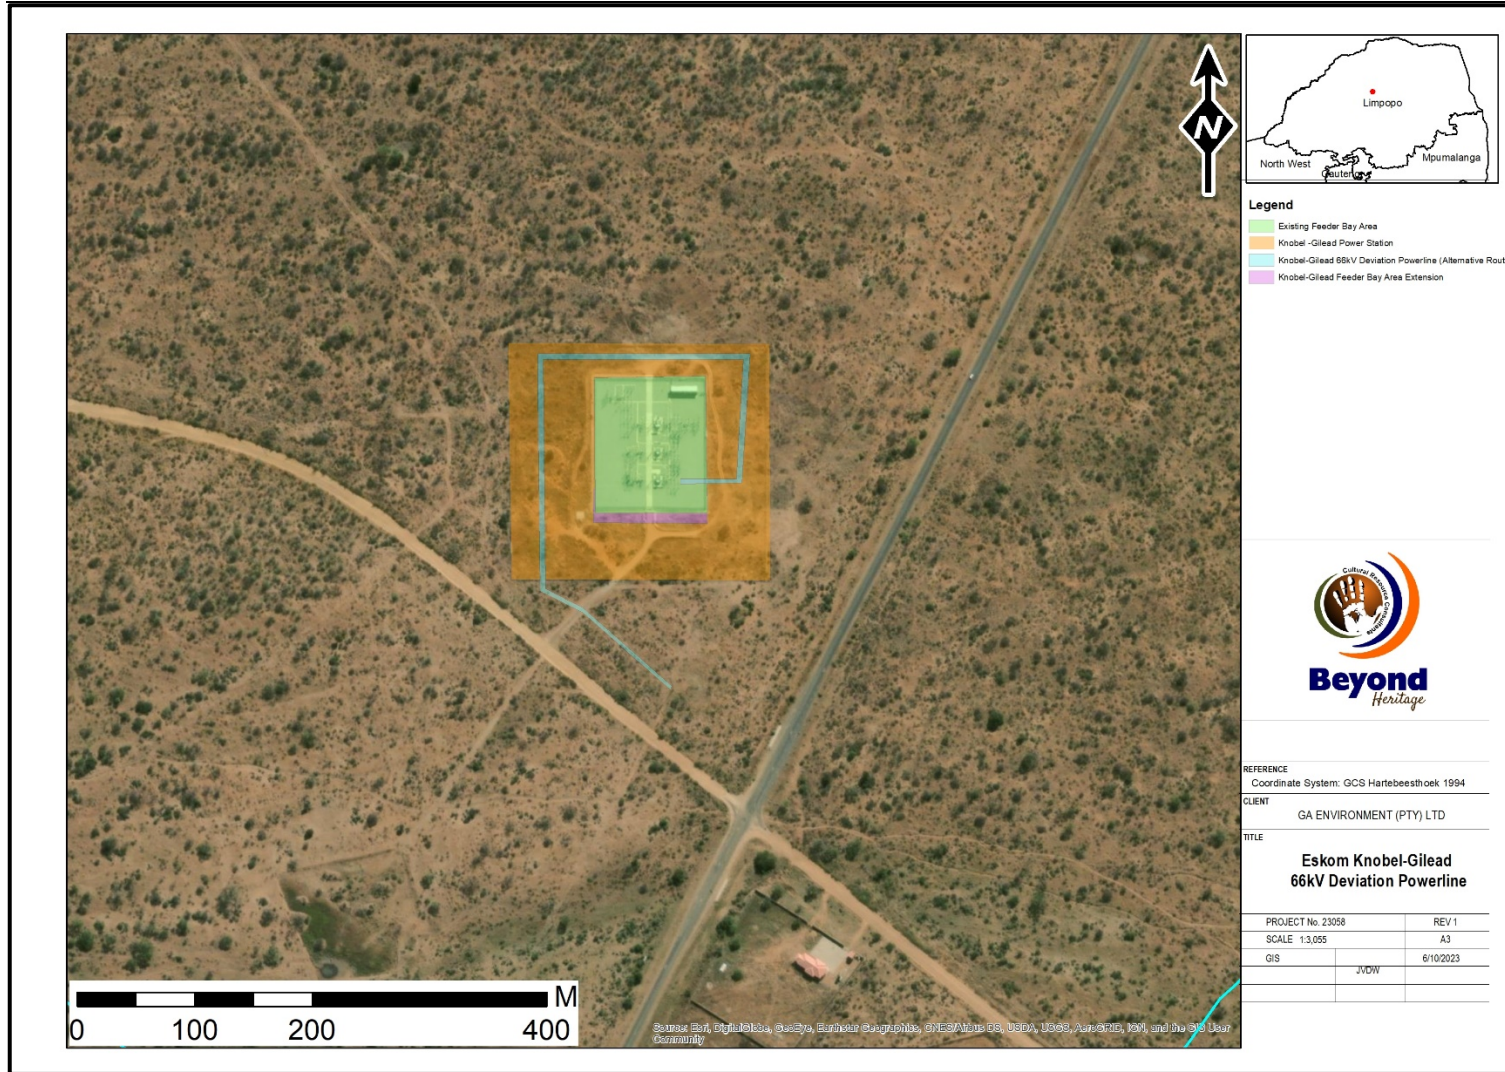 N
Limpopo
North West
Gauteng
Mpumalanga
Legend
Existing Feeder Bay Area
Knobel -Gilead Power Station
Knobel-Gilead 66kV Deviation Powerline (Alternative Rout
Knobel-Gilead Feeder Bay Area Extension
Cultural Resource Consultants
Beyond
Heritage
REFERENCE
Coordinate System: GCS Hartebeesthoek 1994
CLIENT
GA ENVIRONMENT (PTY) LTD
TITLE
Eskom Knobel-Gilead
66kV Deviation Powerline
PROJECT No. 23058 REV 1
SCALE 1:3,055 A3
GIS 6/10/2023
JVDW
M
0 100 200 400
Source: Esri, DigitalGlobe, GeoEye, Earthstar Geographics, CNES/Airbus DS, USDA, USGS, AeroGRID, IGN, and the GIS User
Community